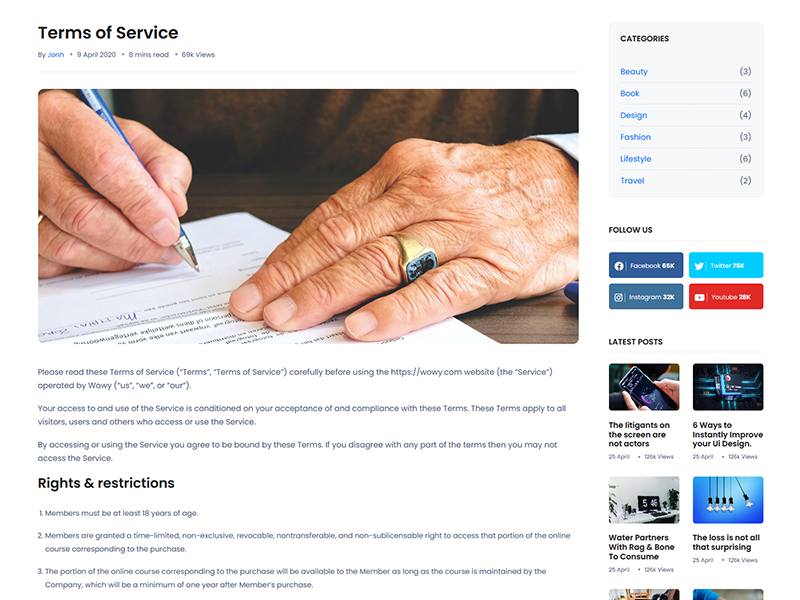 Terms of Service
By Jonh • 9 April 2020 • 8 mins read • 69k Views
Please read these Terms of Service (“Terms”, “Terms of Service”) carefully before using the https://wowy.com website (the “Service”)
operated by Wowy (“us”, “we”, or “our”).
Your access to and use of the Service is conditioned on your acceptance of and compliance with these Terms. These Terms apply to all
visitors, users and others who access or use the Service.
By accessing or using the Service you agree to be bound by these Terms. If you disagree with any part of the terms then you may not
access the Service.
Rights & restrictions
1. Members must be at least 18 years of age.
2. Members are granted a time-limited, non-exclusive, revocable, nontransferable, and non-sublicensable right to access that portion of the online
course corresponding to the purchase.
3. The portion of the online course corresponding to the purchase will be available to the Member as long as the course is maintained by the
Company, which will be a minimum of one year after Member’s purchase.
CATEGORIES
Beauty (3)
Book (6)
Design (4)
Fashion (3)
Lifestyle (6)
Travel (2)
FOLLOW US
Facebook 65K
Twitter 75K
Instagram 32K
Youtube 28K
LATEST POSTS
The litigants on
the screen are
not actors
25 April • 126k Views
6 Ways to
Instantly Improve
your Ui Design.
25 April • 126k Views
5 46
Water Partners
With Rag & Bone
To Consume
25 April • 126k Views
The loss is not all
that surprising
25 April • 126k Views